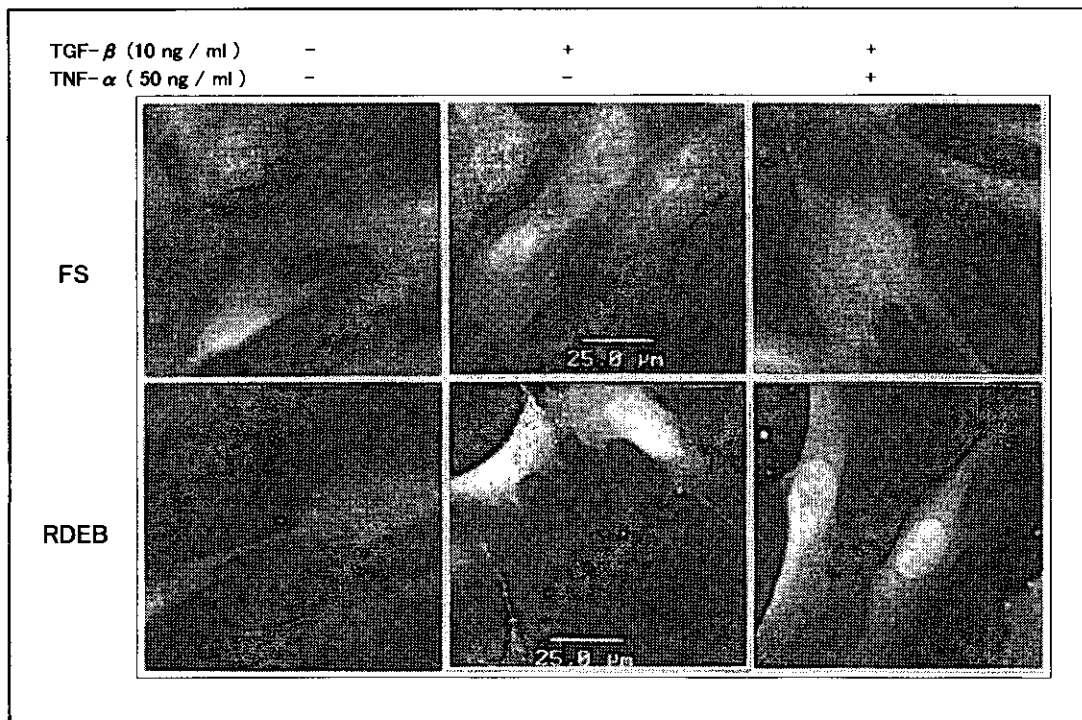 TGF-β (10 ng / ml ) - + +
TNF-α ( 50 ng / ml ) - - +
FS
25.0 μm
RDEB
25.0 μm